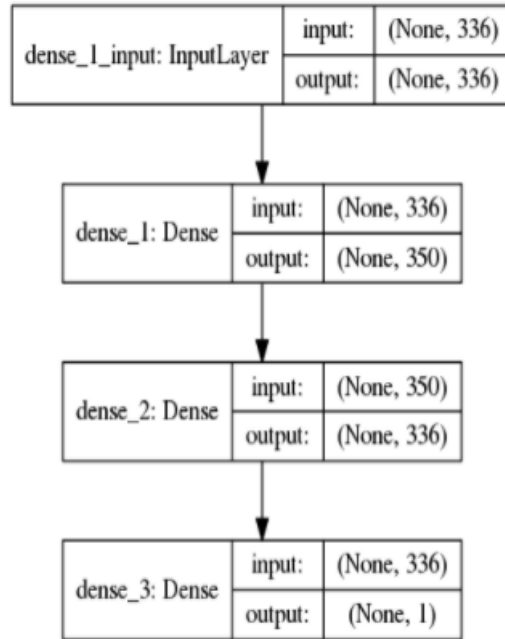 dense_1_input: InputLayer
input: (None, 336)
output: (None, 336)
dense_1: Dense
input: (None, 336)
output: (None, 350)
dense_2: Dense
input: (None, 350)
output: (None, 336)
dense_3: Dense
input: (None, 336)
output: (None, 1)